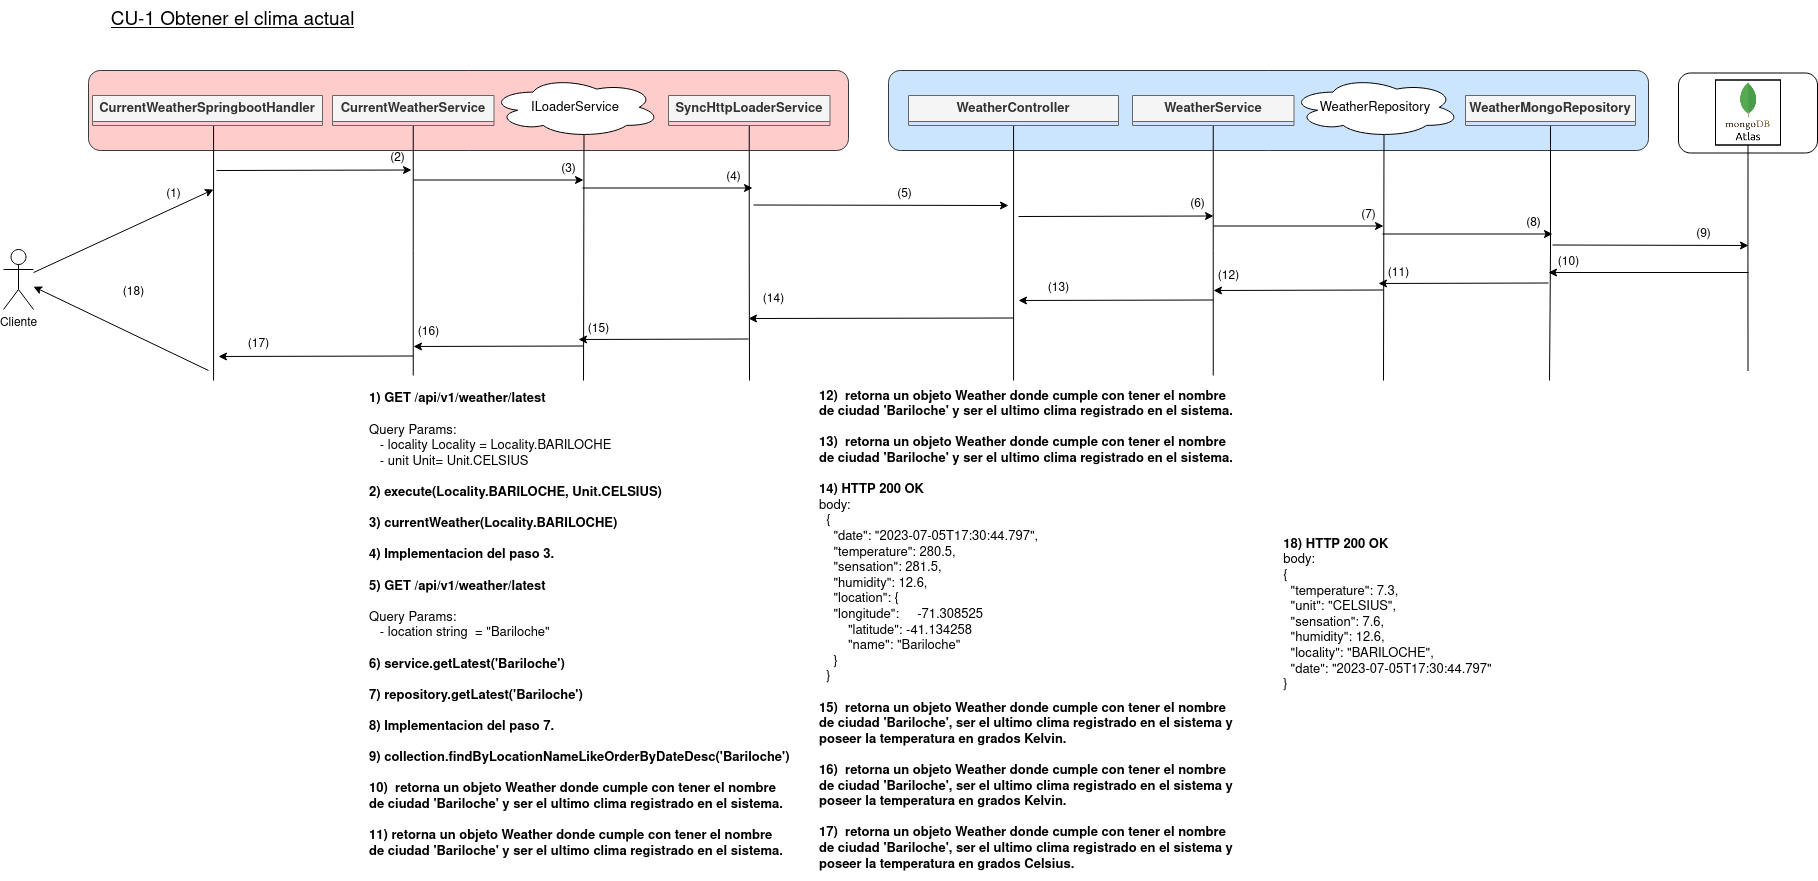 CU-1 Obtener el clima actual
CurrentWeatherSpringbootHandler
CurrentWeatherService
ILoaderService
SyncHttpLoaderService
WeatherController
WeatherService
WeatherRepository
WeatherMongoRepository
mongoDB
Atlas
(1)
(2)
(3)
(4)
(5)
(6)
(7)
(8)
(9)
(10)
(11)
(12)
(13)
(14)
(15)
(16)
(17)
(18)
Cliente
1) GET /api/v1/weather/latest
Query Params:
- locality Locality = Locality.BARILOCHE
- unit Unit= Unit.CELSIUS
2) execute(Locality.BARILOCHE, Unit.CELSIUS)
3) currentWeather(Locality.BARILOCHE)
4) Implementacion del paso 3.
5) GET /api/v1/weather/latest
Query Params:
- location string  = "Bariloche"
6) service.getLatest('Bariloche')
7) repository.getLatest('Bariloche')
8) Implementacion del paso 7.
9) collection.findByLocationNameLikeOrderByDateDesc('Bariloche')
10)  retorna un objeto Weather donde cumple con tener el nombre
de ciudad 'Bariloche' y ser el ultimo clima registrado en el sistema.
11) retorna un objeto Weather donde cumple con tener el nombre
de ciudad 'Bariloche' y ser el ultimo clima registrado en el sistema.
12)  retorna un objeto Weather donde cumple con tener el nombre
de ciudad 'Bariloche' y ser el ultimo clima registrado en el sistema.
13)  retorna un objeto Weather donde cumple con tener el nombre
de ciudad 'Bariloche' y ser el ultimo clima registrado en el sistema.
14) HTTP 200 OK
body:
{
"date": "2023-07-05T17:30:44.797",
"temperature": 280.5,
"sensation": 281.5,
"humidity": 12.6,
"location": {
"longitude":     -71.308525
"latitude": -41.134258
"name": "Bariloche"
}
}
15)  retorna un objeto Weather donde cumple con tener el nombre
de ciudad 'Bariloche', ser el ultimo clima registrado en el sistema y
poseer la temperatura en grados Kelvin.
16)  retorna un objeto Weather donde cumple con tener el nombre
de ciudad 'Bariloche', ser el ultimo clima registrado en el sistema y
poseer la temperatura en grados Kelvin.
17)  retorna un objeto Weather donde cumple con tener el nombre
de ciudad 'Bariloche', ser el ultimo clima registrado en el sistema y
poseer la temperatura en grados Celsius.
18) HTTP 200 OK
body:
{
"temperature": 7.3,
"unit": "CELSIUS",
"sensation": 7.6,
"humidity": 12.6,
"locality": "BARILOCHE",
"date": "2023-07-05T17:30:44.797"
}